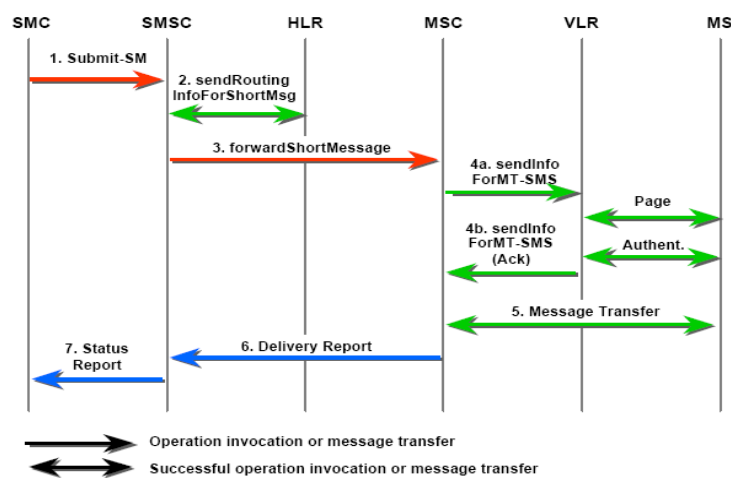 SMC SMSC HLR MSC VLR MS
1. Submit-SM
2. sendRouting
InfoForShortMsg
3. forwardShortMessage
4a. sendInfo
ForMT-SMS
Page
4b. sendInfo
ForMT-SMS
(Ack)
Authent.
5. Message Transfer
6. Delivery Report
7. Status
Report
Operation invocation or message transfer
Successful operation invocation or message transfer